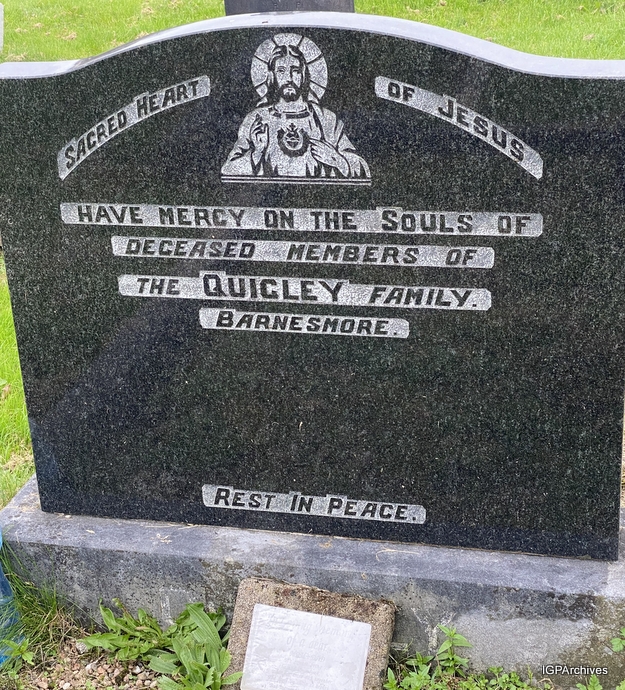 SACRED HEART OF JESUS
HAVE MERCY ON THE SOULS OF
DECEASED MEMBERS OF
THE QUIGLEY FAMILY.
BARNESMORE.
REST IN PEACE.
IGPArchives